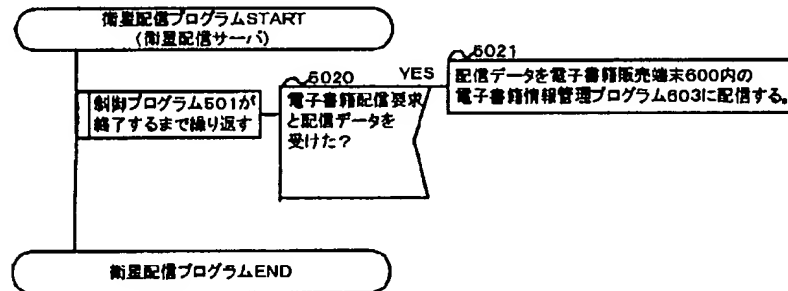 衛星配信プログラムSTART
(衛星配信サーバ)
制御プログラム501が
終了するまで繰り返す
5020
電子書籍配信要求
と配信データを
受けた？
YES
5021
配信データを電子書籍販売端末600内の
電子書籍情報管理プログラム603に配信する。
衛星配信プログラムEND